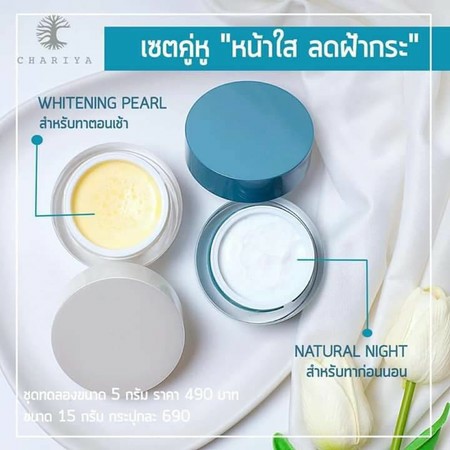 CHARIYA
เซตคู่หู "หน้าใส ลดฝ้ากระ"
WHITENING PEARL
สำหรับทาตอนเช้า
NATURAL NIGHT
สำหรับทาก่อนนอน
ชุดทดลองขนาด 5 กรัม ราคา 490 บาท
ขนาด 15 กรัม กระปุกละ 690